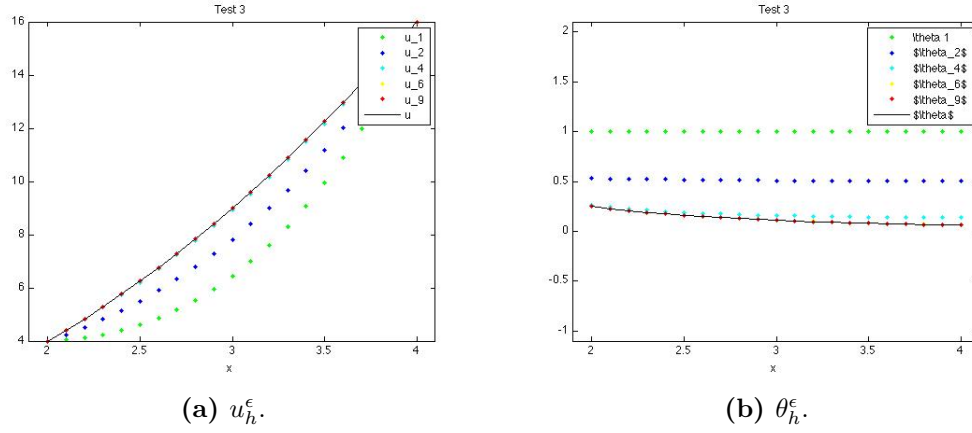 Test 3
16
14
12
10
8
6
4
2
2.5
3
3.5
4
x
u_1
u_2
u_4
u_6
u_9
u
(a) $u_h^\epsilon$.
Test 3
2
1.5
1
0.5
0
-0.5
-1
2
2.5
3
3.5
4
x
\theta 1
$\theta_2$
$\theta_4$
$\theta_6$
$\theta_9$
$\theta$
(b) $\theta_h^\epsilon$.